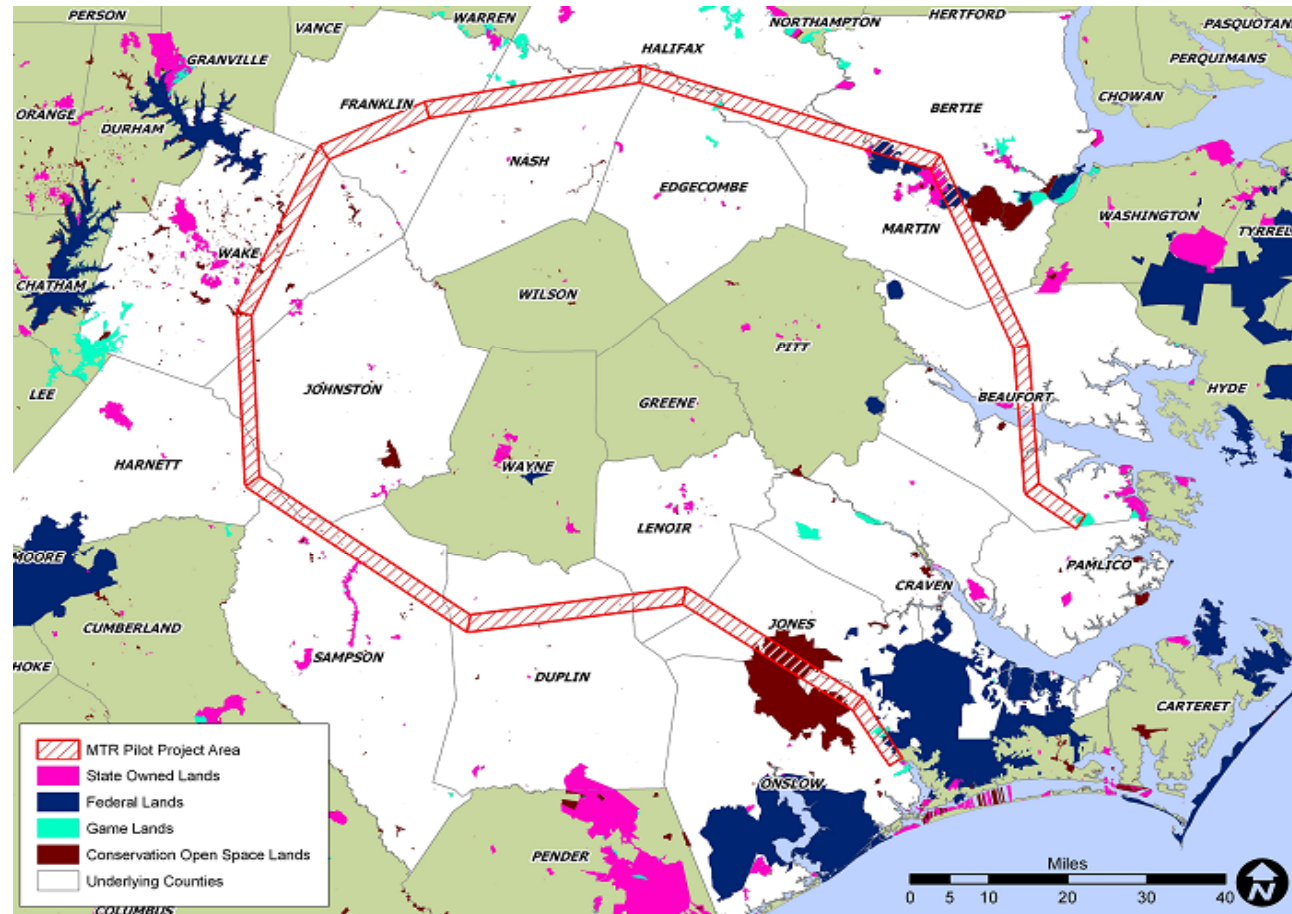 PERSON
VANCE
WARREN
NORTHAMPTON
HERTFORD
PASQUOTAN
GRANVILLE
HALIFAX
PERQUIMANS
ORANGE
FRANKLIN
BERTIE
CHOWAN
DURHAM
NASH
EDGECOMBE
MARTIN
WASHINGTON
TYRREL
WAKE
CHATHAM
WILSON
PITT
LEE
JOHNSTON
GREENE
BEAUFORT
HYDE
HARNETT
WAYNE
LENOIR
MOORE
PAMLICO
CRAVEN
CUMBERLAND
JONES
HOKE
SAMPSON
DUPLIN
CARTERET
ONSLOW
PENDER
COLUMBUS
MTR Pilot Project Area
State Owned Lands
Federal Lands
Game Lands
Conservation Open Space Lands
Underlying Counties
Miles
0 5 10 20 30 40
N